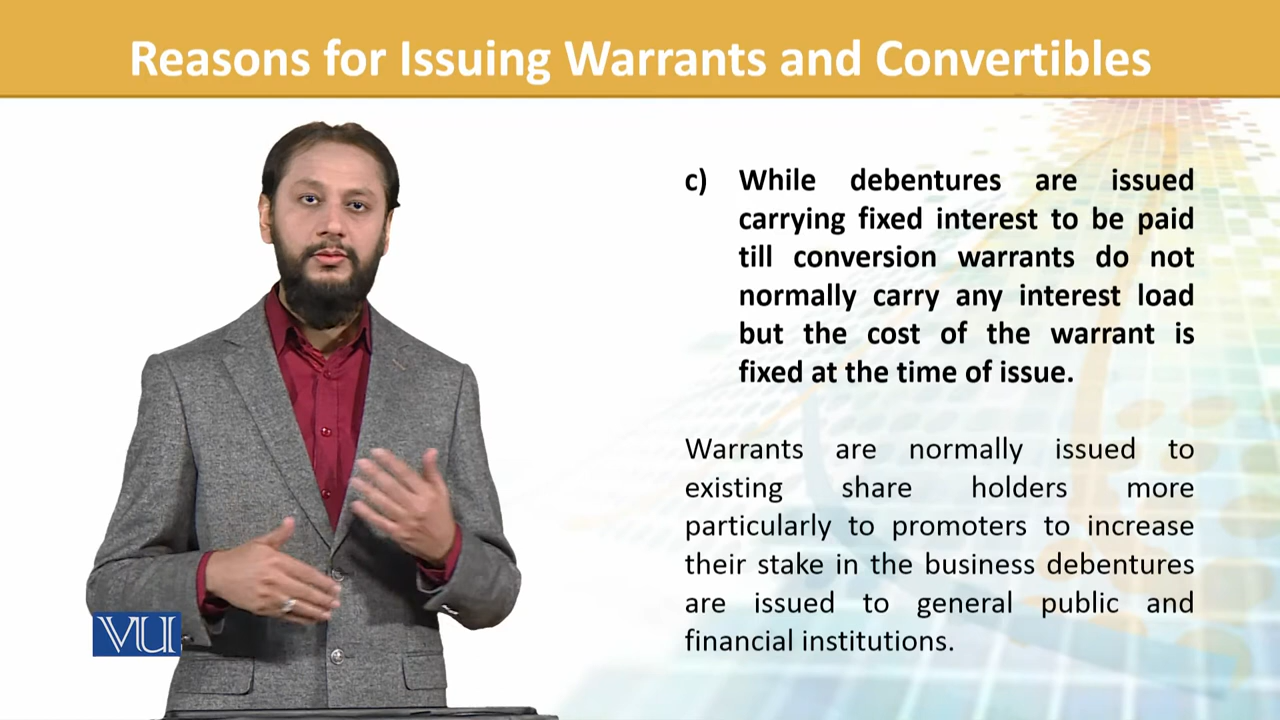 Reasons for Issuing Warrants and Convertibles
c) While debentures are issued
carrying fixed interest to be paid
till conversion warrants do not
normally carry any interest load
but the cost of the warrant is
fixed at the time of issue.
Warrants are normally issued to
existing share holders more
particularly to promoters to increase
their stake in the business debentures
are issued to general public and
financial institutions.
VU